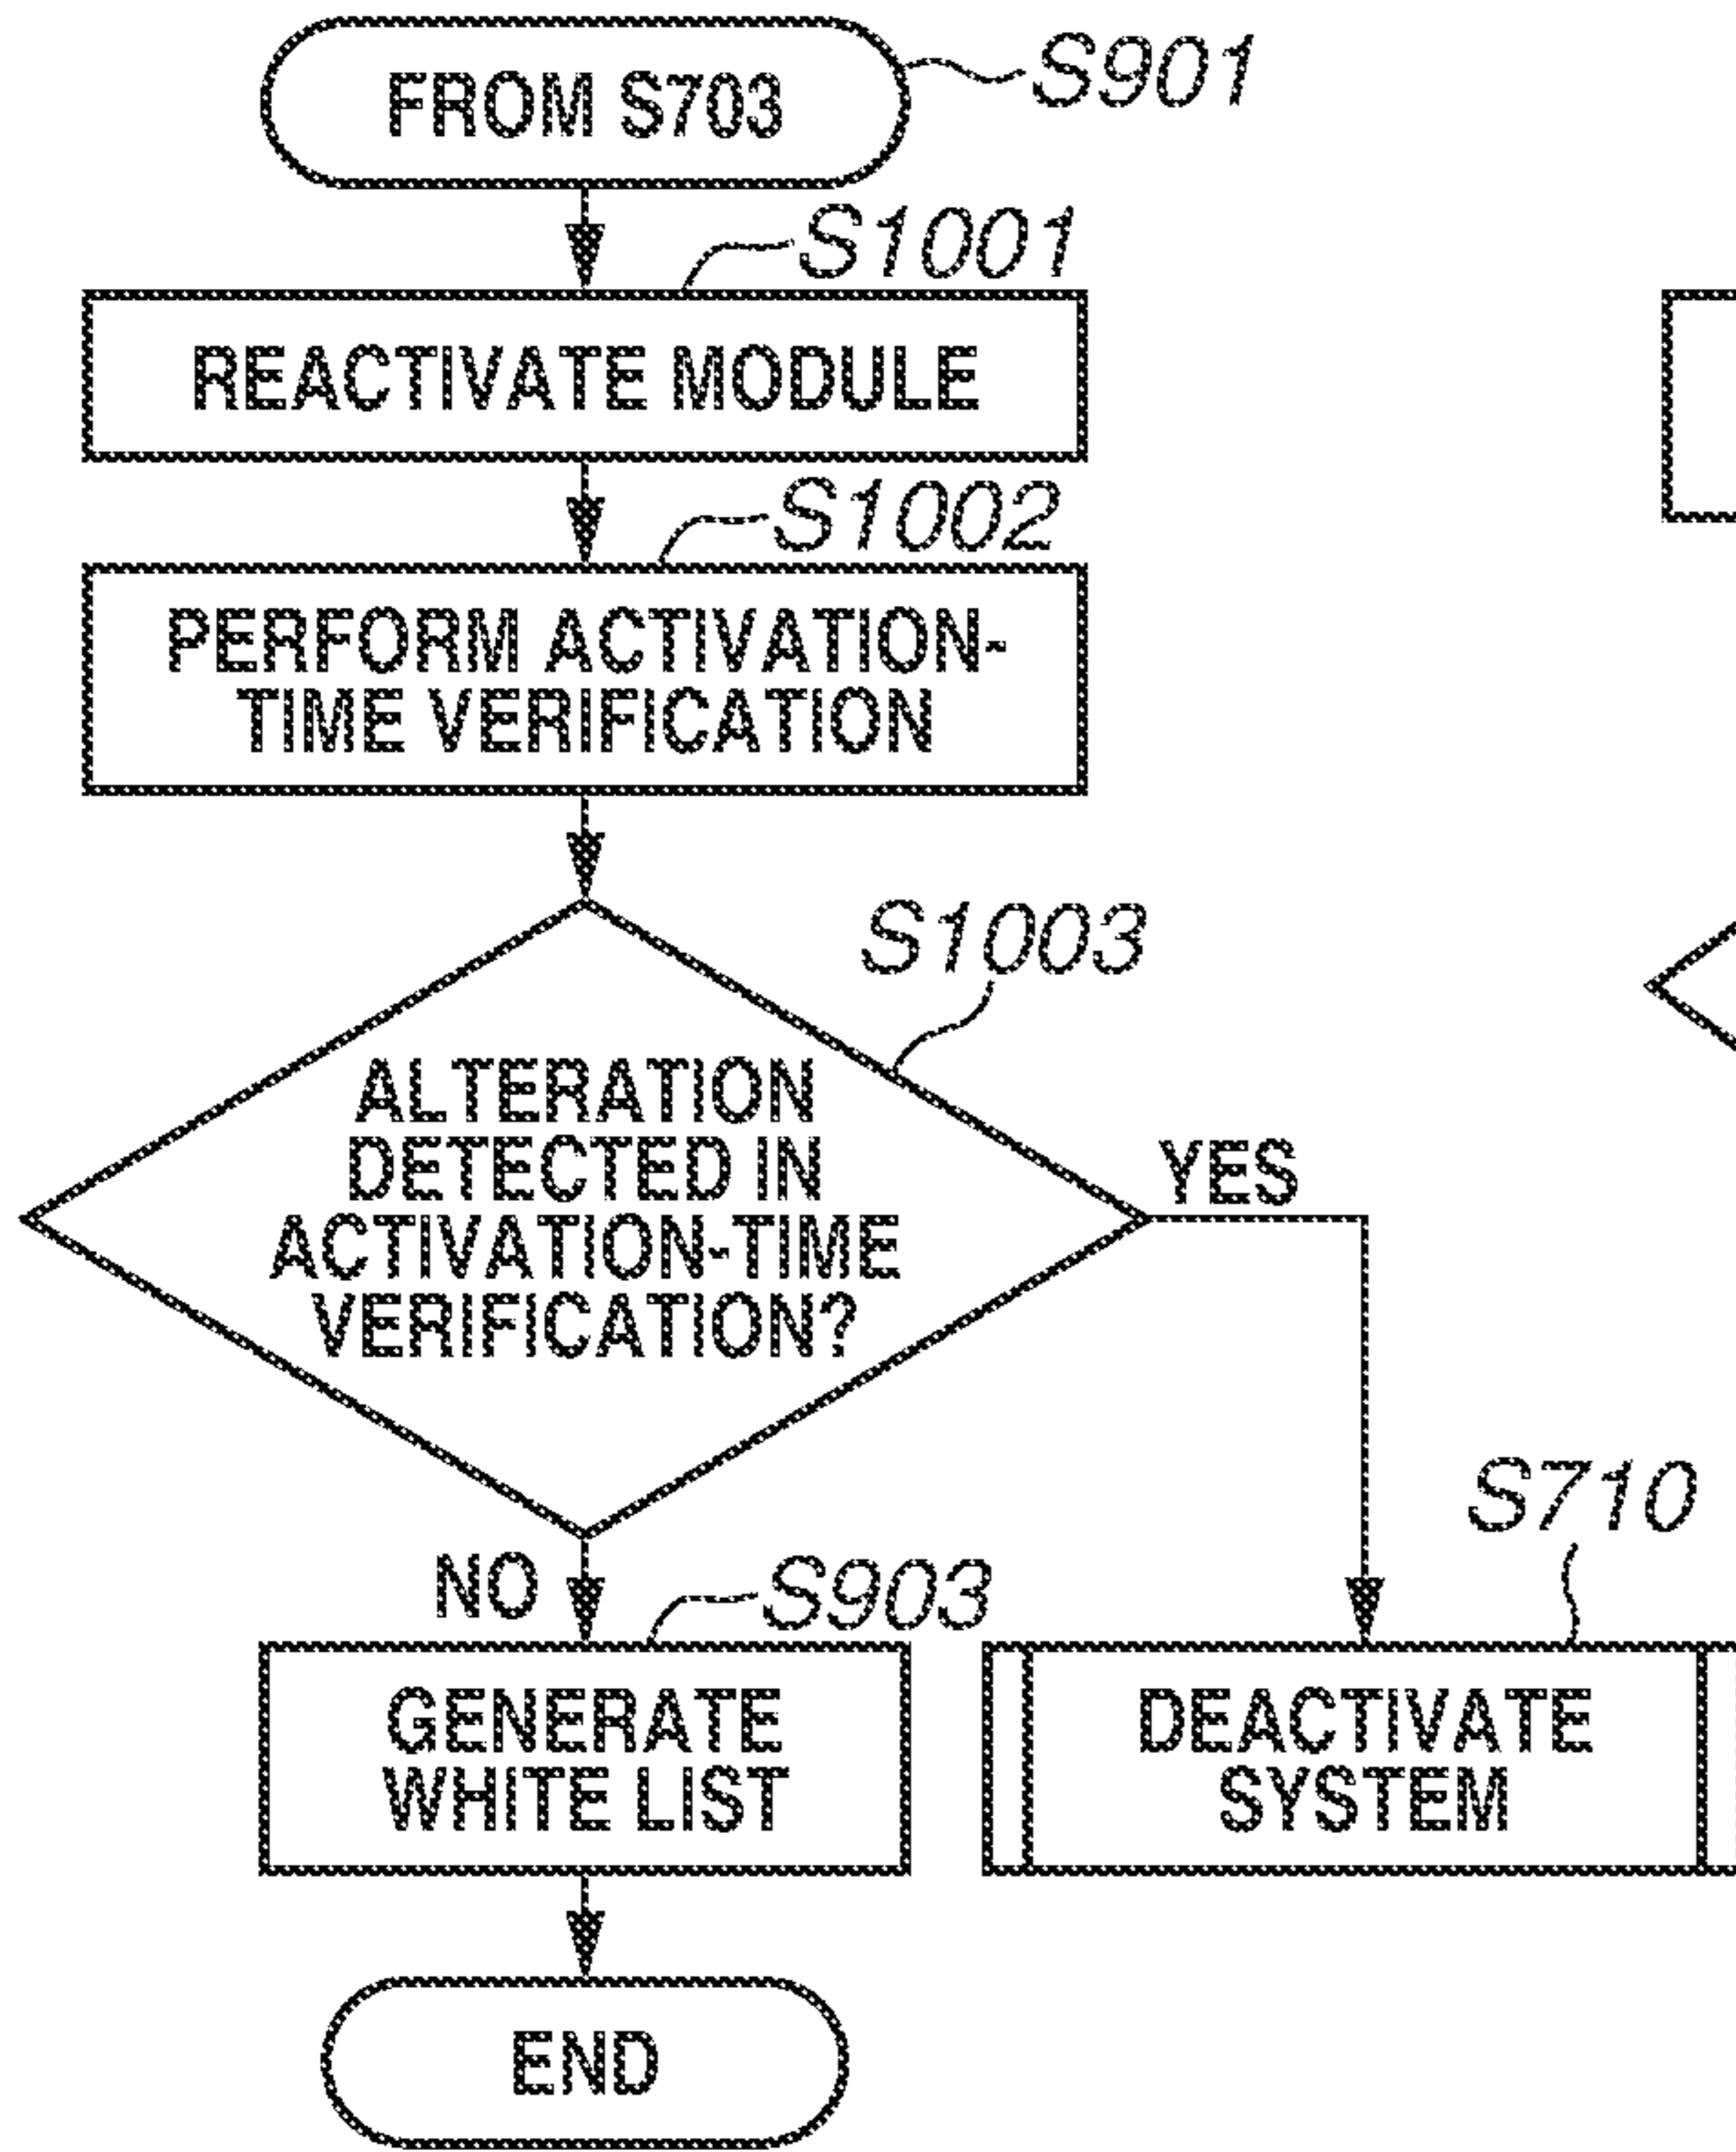 FROM S703
S901
S1001
REACTIVATE MODULE
S1002
PERFORM ACTIVATION-
TIME VERIFICATION
S1003
ALTERATION
DETECTED IN
ACTIVATION-TIME
VERIFICATION?
YES
NO
S903
S710
GENERATE
WHITE LIST
DEACTIVATE
SYSTEM
END